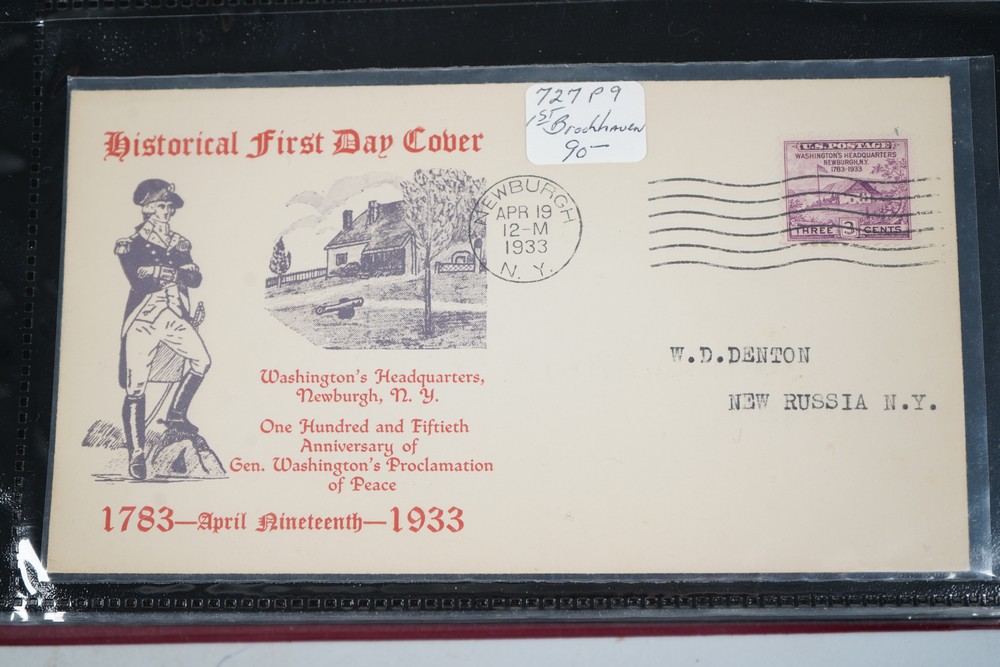 727 P 9
1ST Brookhaven
90—
Historical First Day Cover
NEWBURGH
APR 19
12-M
1933
N. Y.
U.S. POSTAGE
WASHINGTON'S HEADQUARTERS
NEWBURGH, N.Y.
1783-1933
THREE 3 CENTS
W.D.DENTON
NEW RUSSIA N.Y.
Washington's Headquarters,
Newburgh, N. Y.
One Hundred and Fiftieth
Anniversary of
Gen. Washington's Proclamation
of Peace
1783—April Nineteenth—1933